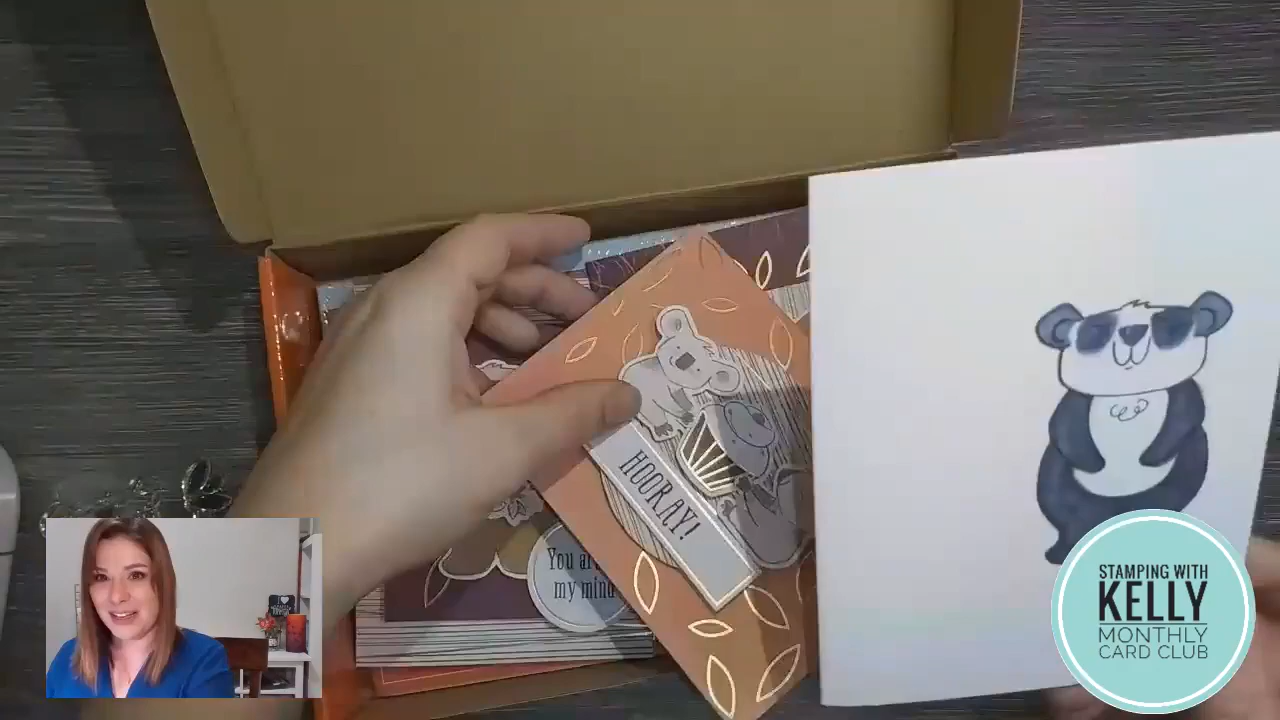 HOORAY!
You ar
my mind
STAMPING WITH
KELLY
MONTHLY
CARD CLUB